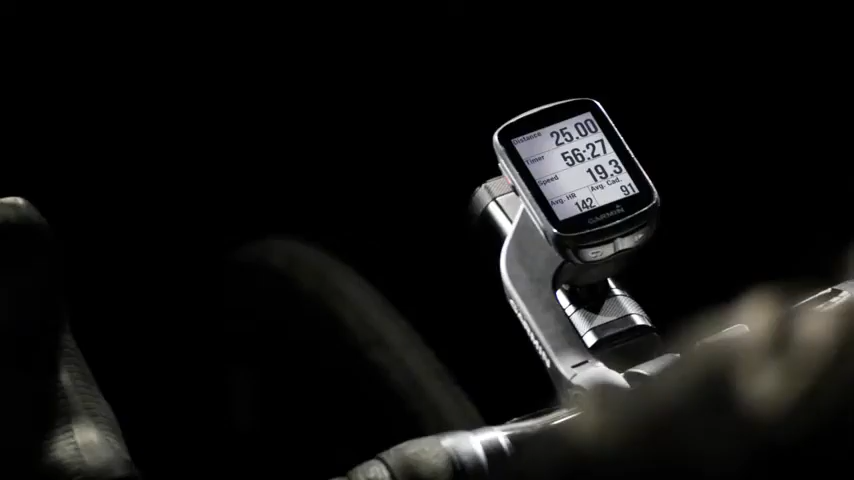 Distance
25.00
Timer
56:27
Speed
19.3
Avg. HR Avg. Cad.
142 91
GARMIN